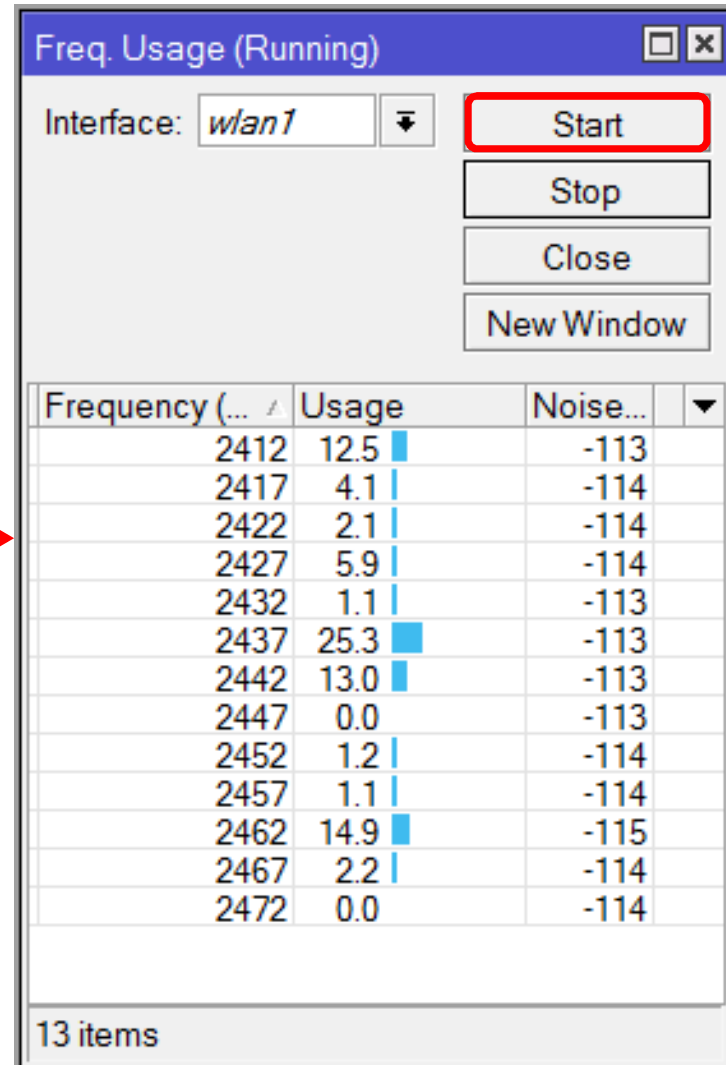 Freq. Usage (Running)
Interface: wlan1 Start
Stop
Close
New Window
Frequency (... Usage Noise...
2412 12.5 -113
2417 4.1 -114
2422 2.1 -114
2427 5.9 -114
2432 1.1 -113
2437 25.3 -113
2442 13.0 -113
2447 0.0 -113
2452 1.2 -114
2457 1.1 -114
2462 14.9 -115
2467 2.2 -114
2472 0.0 -114
13 items